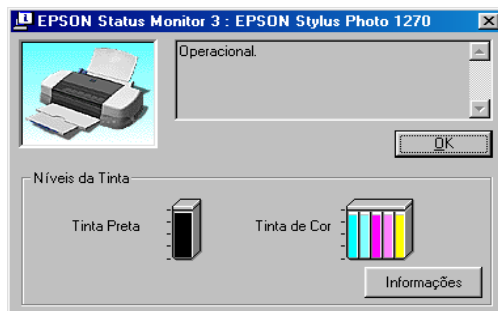 EPSON Status Monitor 3 : EPSON Stylus Photo 1270
Operacional.
OK
Níveis da Tinta
Tinta Preta
Tinta de Cor
Informações